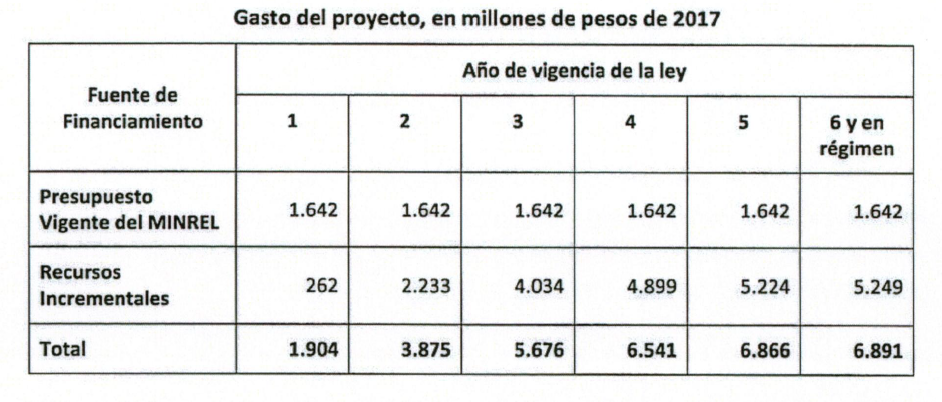 Gasto del proyecto, en millones de pesos de 2017
Fuente de
Financiamiento
Año de vigencia de la ley
1 2 3 4 5 6 y en
régimen
Presupuesto
Vigente del MINREL 1.642 1.642 1.642 1.642 1.642 1.642
Recursos
Incrementales 262 2.233 4.034 4.899 5.224 5.249
Total 1.904 3.875 5.676 6.541 6.866 6.891